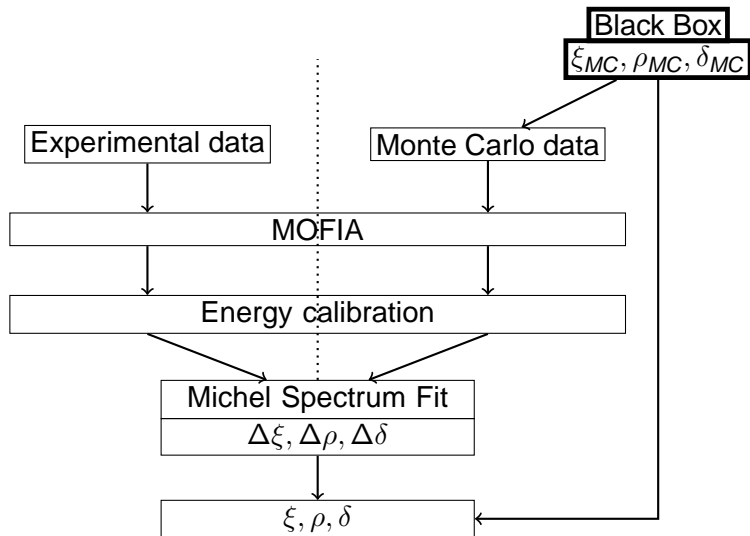 Black Box
ξMC, ρMC, δMC
Experimental data
Monte Carlo data
MOFIA
Energy calibration
Michel Spectrum Fit
Δξ, Δρ, Δδ
ξ, ρ, δ